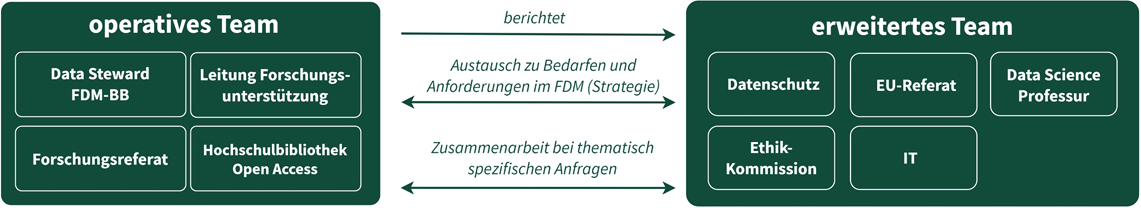 operatives Team
Data Steward
FDM-BB
Leitung Forschungs-
unterstützung
Forschungsreferat
Hochschulbibliothek
Open Access
berichtet
Austausch zu Bedarfen und
Anforderungen im FDM (Strategie)
Zusammenarbeit bei thematisch
spezifischen Anfragen
erweitertes Team
Datenschutz
EU-Referat
Data Science
Professur
Ethik-
Kommission
IT